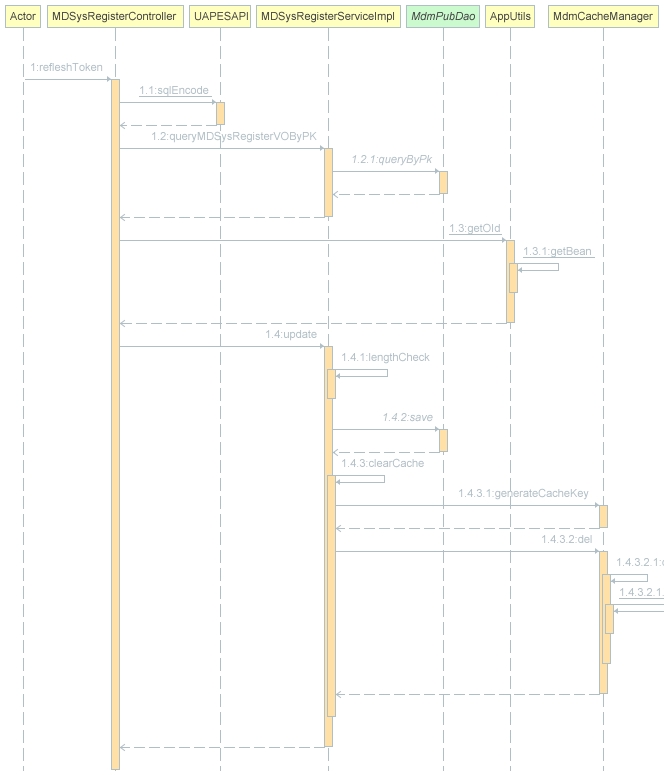 Actor MDSysRegisterController UAPESAPI MDSysRegisterServiceImpl MdmPubDao AppUtils MdmCacheManager
1:refleshToken
1.1:sqlEncode
1.2:queryMDSysRegisterVOByPK
1.2.1:queryByPk
1.3:getOId
1.3.1:getBean
1.4:update
1.4.1:lengthCheck
1.4.2:save
1.4.3:clearCache
1.4.3.1:generateCacheKey
1.4.3.2:del
1.4.3.2.1:
1.4.3.2.1.